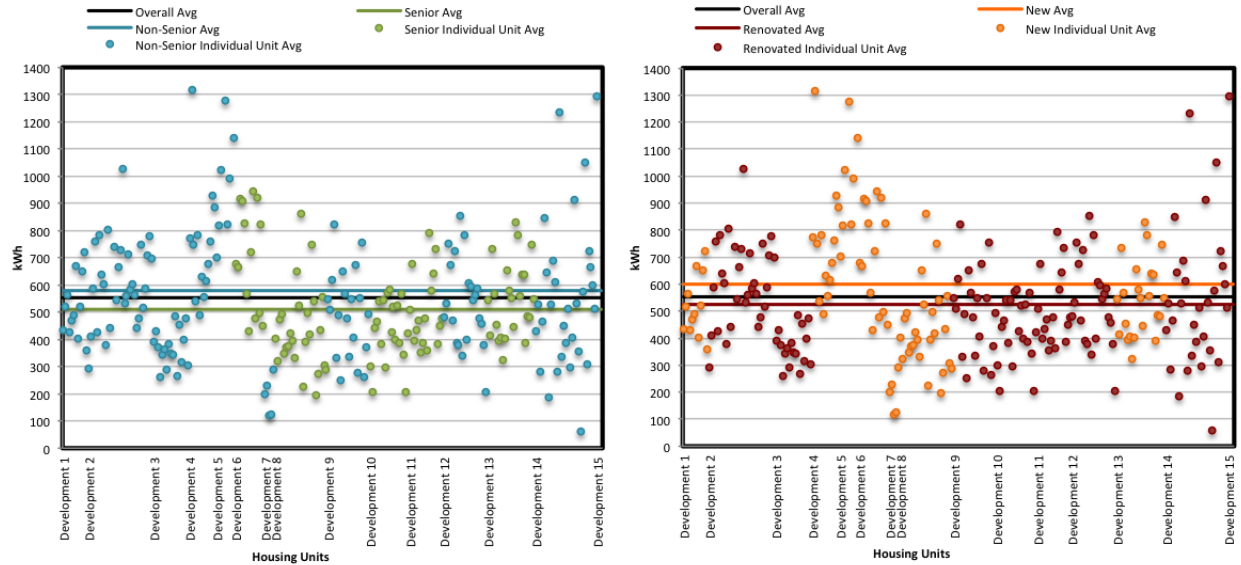 Overall Avg Senior Avg
Non-Senior Avg Senior Individual Unit Avg
Non-Senior Individual Unit Avg
1400
1300
1200
1100
1000
900
800
700
600
500
400
300
200
100
0
kWh
Development 1
Development 2
Development 3
Development 4
Development 5
Development 6
Development 7
Development 8
Development 9
Development 10
Development 11
Development 12
Development 13
Development 14
Development 15
Housing Units
Overall Avg New Avg
Renovated Avg New Individual Unit Avg
Renovated Individual Unit Avg
1400
1300
1200
1100
1000
900
800
700
600
500
400
300
200
100
0
kWh
Development 1
Development 2
Development 3
Development 4
Development 5
Development 6
Development 7
Development 8
Development 9
Development 10
Development 11
Development 12
Development 13
Development 14
Development 15
Housing Units